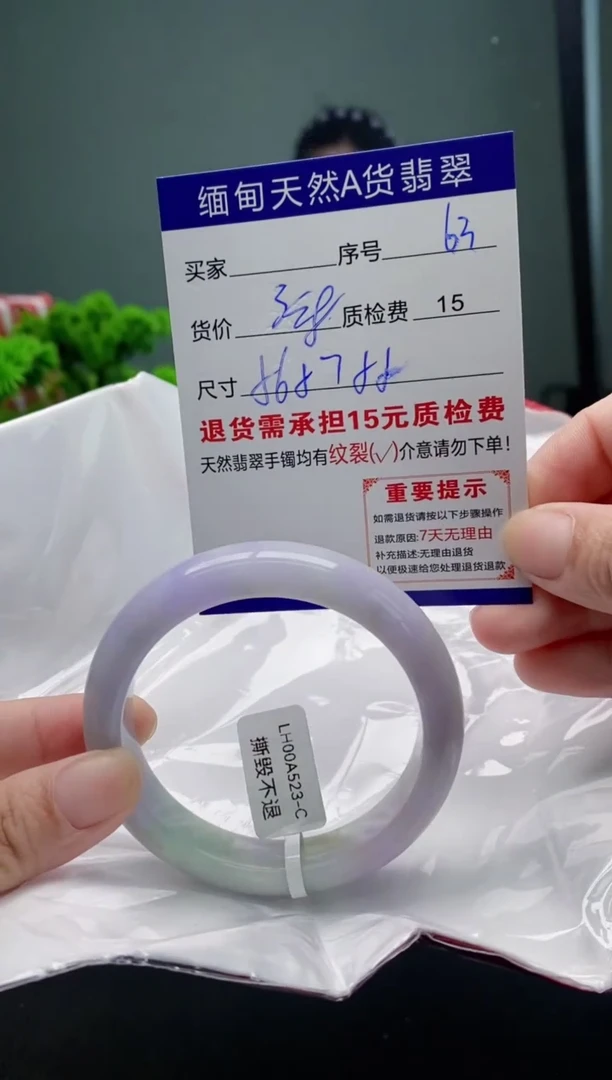 缅甸天然A货翡翠
买家 序号 63
货价 质检费 15
尺寸
退货需承担15元质检费
天然翡翠手镯均有纹裂(√)介意请勿下单!
重要提示
如需退货请按以下步骤操作
退款原因:7天无理由
补充描述:无理由退货
以便极速给您处理退货退款
LH00A523-C
撕毁不退